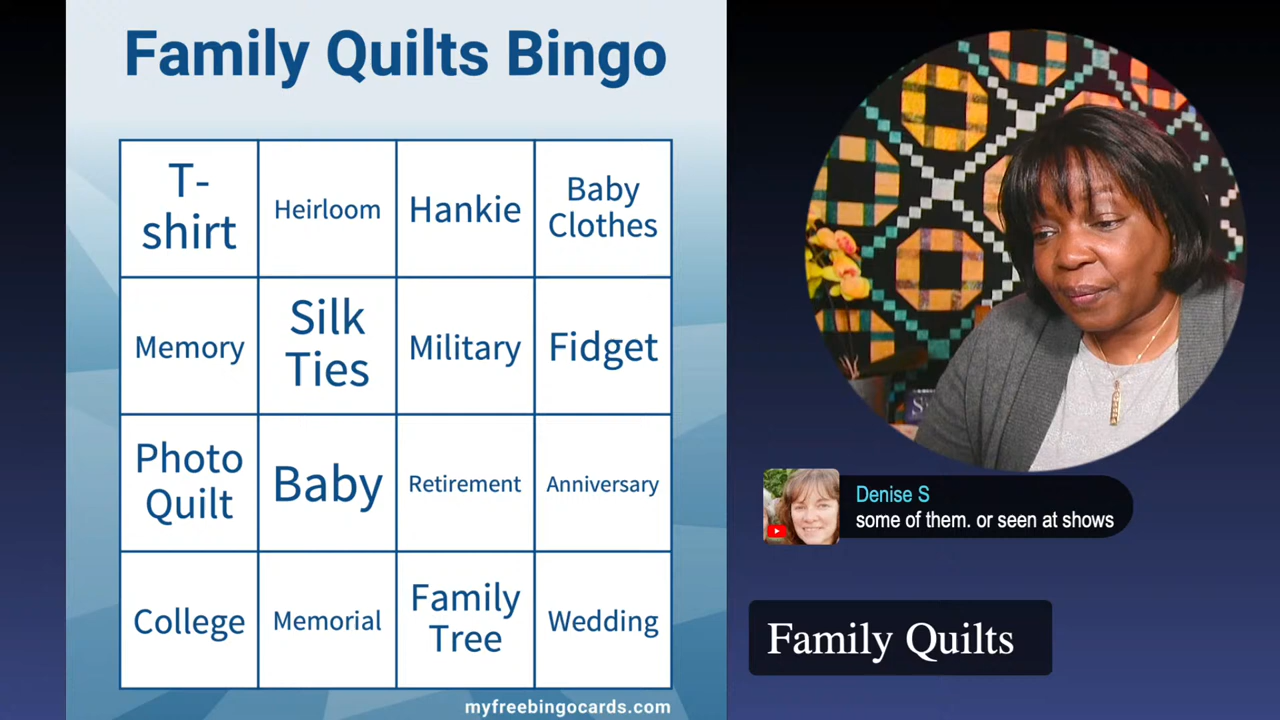 Family Quilts Bingo
T-
shirt
Heirloom
Hankie
Baby
Clothes
Memory
Silk
Ties
Military
Fidget
Photo
Quilt
Baby
Retirement
Anniversary
College
Memorial
Family
Tree
Wedding
myfreebingocards.com
Denise S
some of them. or seen at shows
Family Quilts